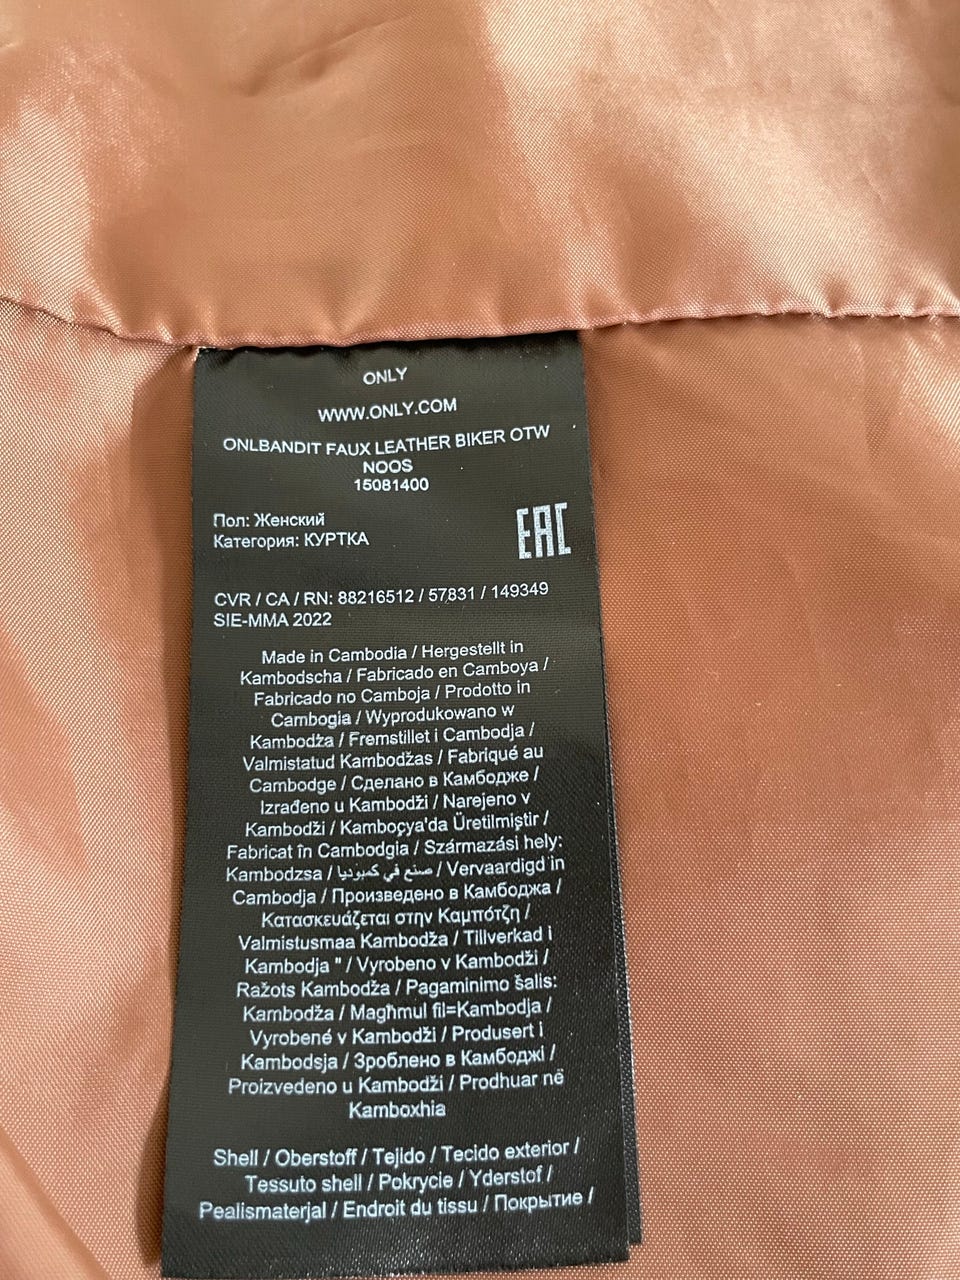 ONLY
WWW.ONLY.COM
ONLBANDIT FAUX LEATHER BIKER OTW
NOOS
15081400
Пол: Женский
Категория: КУРТКА
EAC
CVR / CA / RN: 88216512 / 57831 / 149349
SIE-MMA 2022
Made in Cambodia / Hergestellt in
Kambodscha / Fabricado en Camboya /
Fabricado no Camboja / Prodotto in
Cambogia / Wyprodukowano w
Kambodża / Fremstillet i Cambodja /
Valmistatud Kambodžas / Fabriqué au
Cambodge / Сделано в Камбодже /
Izrađeno u Kambodži / Narejeno v
Kambodži / Kamboçya'da Üretilmiştir /
Fabricat în Cambodgia / Származási hely:
Kambodzsa / صنع في كمبوديا / Vervaardigd in
Cambodja / Произведено в Камбоджа /
Κατασκευάζεται στην Καμπότζη /
Valmistusmaa Kambodža / Tillverkad i
Kambodja " / Vyrobeno v Kambodži /
Ražots Kambodža / Pagaminimo šalis:
Kambodža / Magħmul fil=Kambodja /
Vyrobené v Kambodži / Produsert i
Kambodsja / Зроблено в Камбоджі /
Proizvedeno u Kambodži / Prodhuar në
Kamboxhia
Shell / Oberstoff / Tejido / Tecido exterior /
Tessuto shell / Pokrycie / Yderstof /
Pealismaterjal / Endroit du tissu / Покрытие /